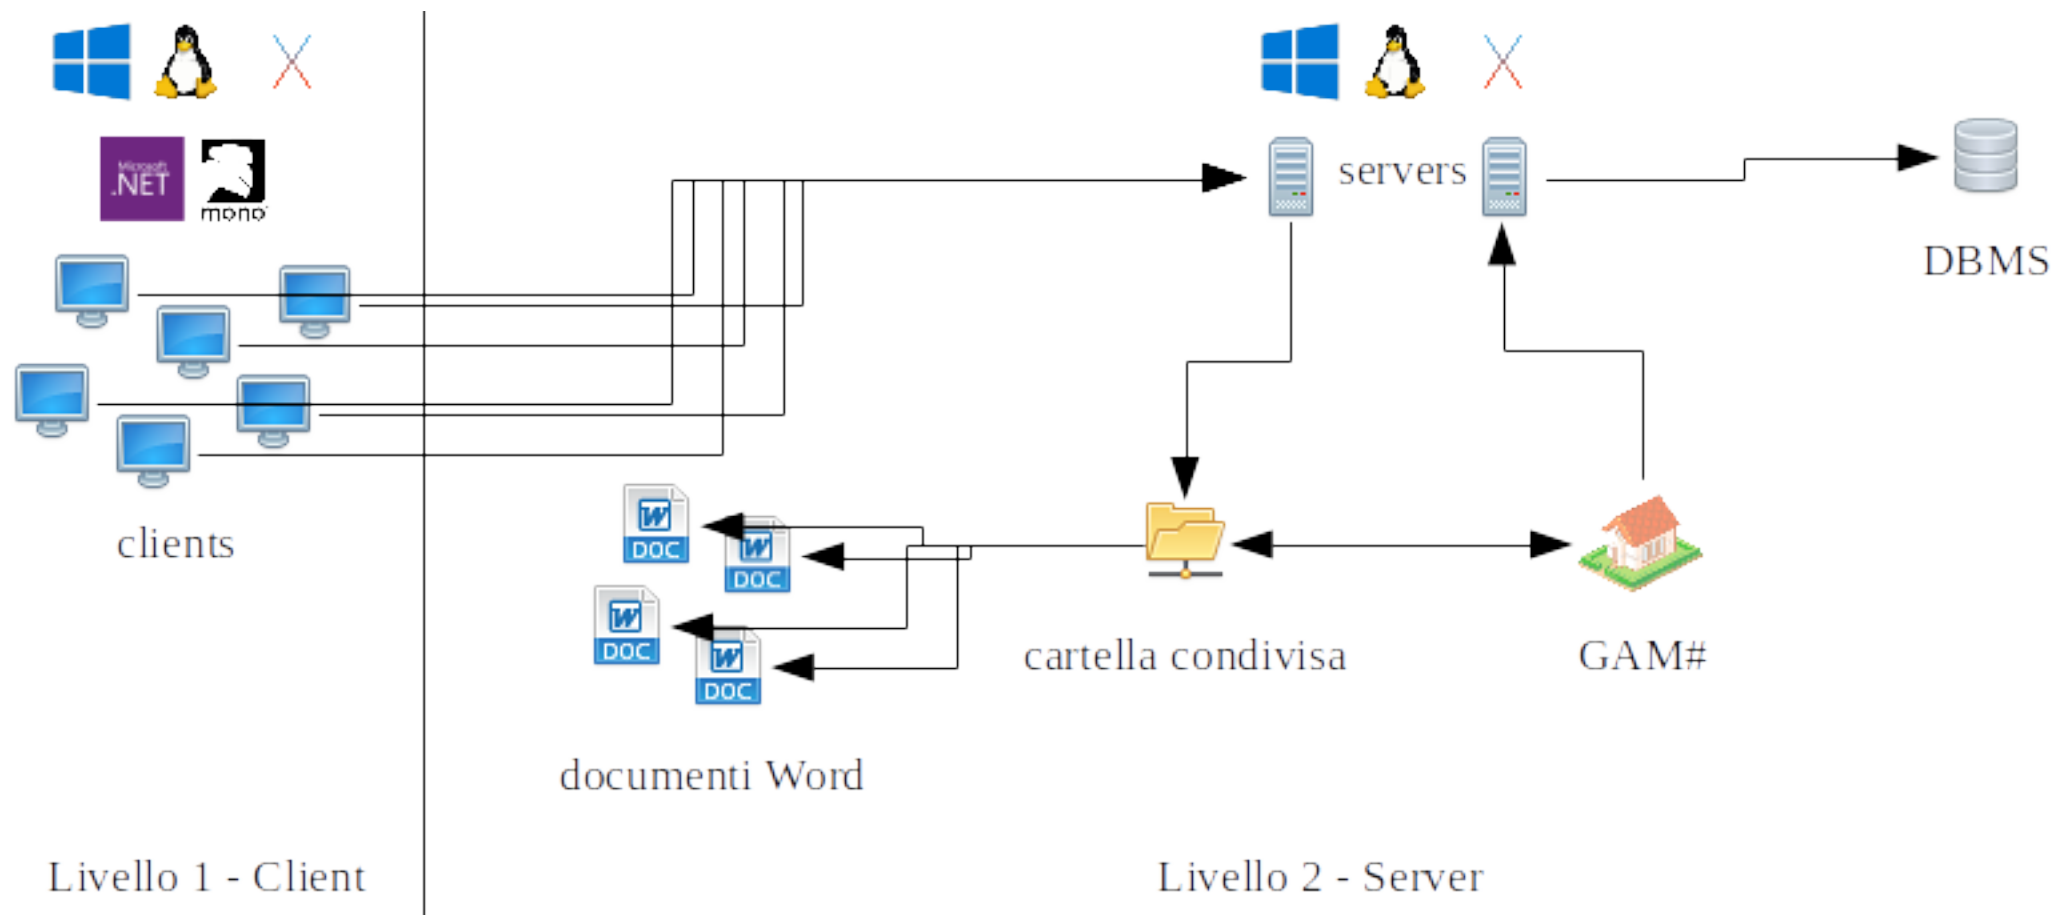 Microsoft
.NET
mono
servers
DBMS
clients
W
DOC
W
DOC
W
DOC
W
DOC
cartella condivisa
GAM#
documenti Word
Livello 1 - Client
Livello 2 - Server